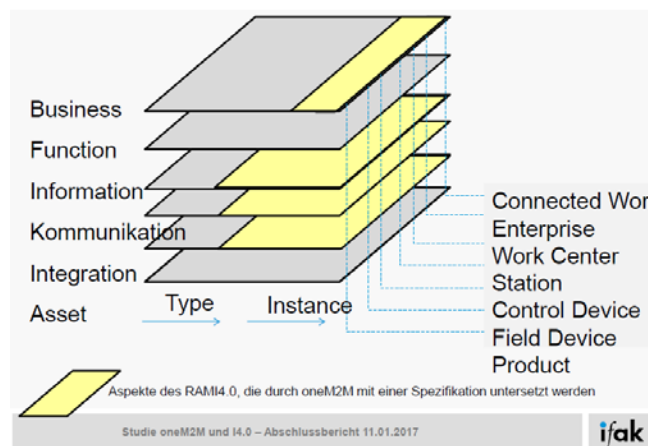 Business
Function
Information
Kommunikation
Integration
Asset
Type
Instance
Connected Wor
Enterprise
Work Center
Station
Control Device
Field Device
Product
Aspekte des RAMI4.0, die durch oneM2M mit einer Spezifikation untersetzt werden
Studie oneM2M und I4.0 – Abschlussbericht 11.01.2017
ifak